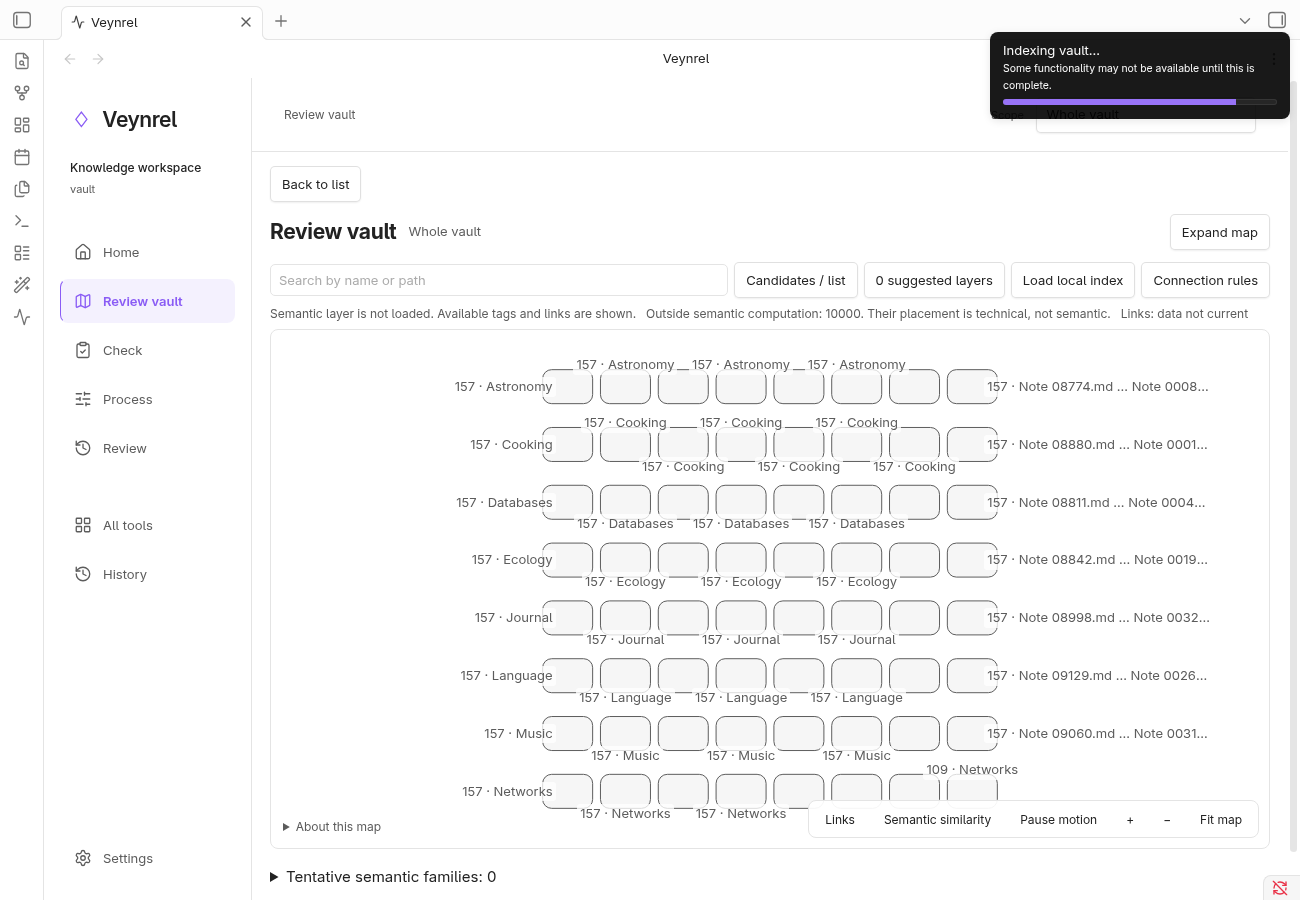 Veynrel
Veynrel
Indexing vault...
Some functionality may not be available until this is
complete.
Veynrel
Review vault
Scope
Whole vault
Knowledge workspace
vault
Home
Review vault
Check
Process
Review
All tools
History
Settings
Back to list
Review vault
Whole vault
Expand map
Search by name or path
Candidates / list
0 suggested layers
Load local index
Connection rules
Semantic layer is not loaded. Available tags and links are shown. Outside semantic computation: 10000. Their placement is technical, not semantic. Links: data not current
157 · Astronomy 157 · Astronomy 157 · Astronomy
157 · Astronomy 157 · Note 08774.md ... Note 0008...
157 · Cooking 157 · Cooking 157 · Cooking
157 · Cooking 157 · Note 08880.md ... Note 0001...
157 · Cooking 157 · Cooking 157 · Cooking
157 · Databases 157 · Note 08811.md ... Note 0004...
157 · Databases 157 · Databases 157 · Databases
157 · Ecology 157 · Note 08842.md ... Note 0019...
157 · Ecology 157 · Ecology 157 · Ecology
157 · Journal 157 · Note 08998.md ... Note 0032...
157 · Journal 157 · Journal 157 · Journal
157 · Language 157 · Note 09129.md ... Note 0026...
157 · Language 157 · Language 157 · Language
157 · Music 157 · Note 09060.md ... Note 0031...
157 · Music 157 · Music 157 · Music
109 · Networks
157 · Networks
157 · Networks 157 · Networks
About this map
Links Semantic similarity Pause motion + − Fit map
Tentative semantic families: 0